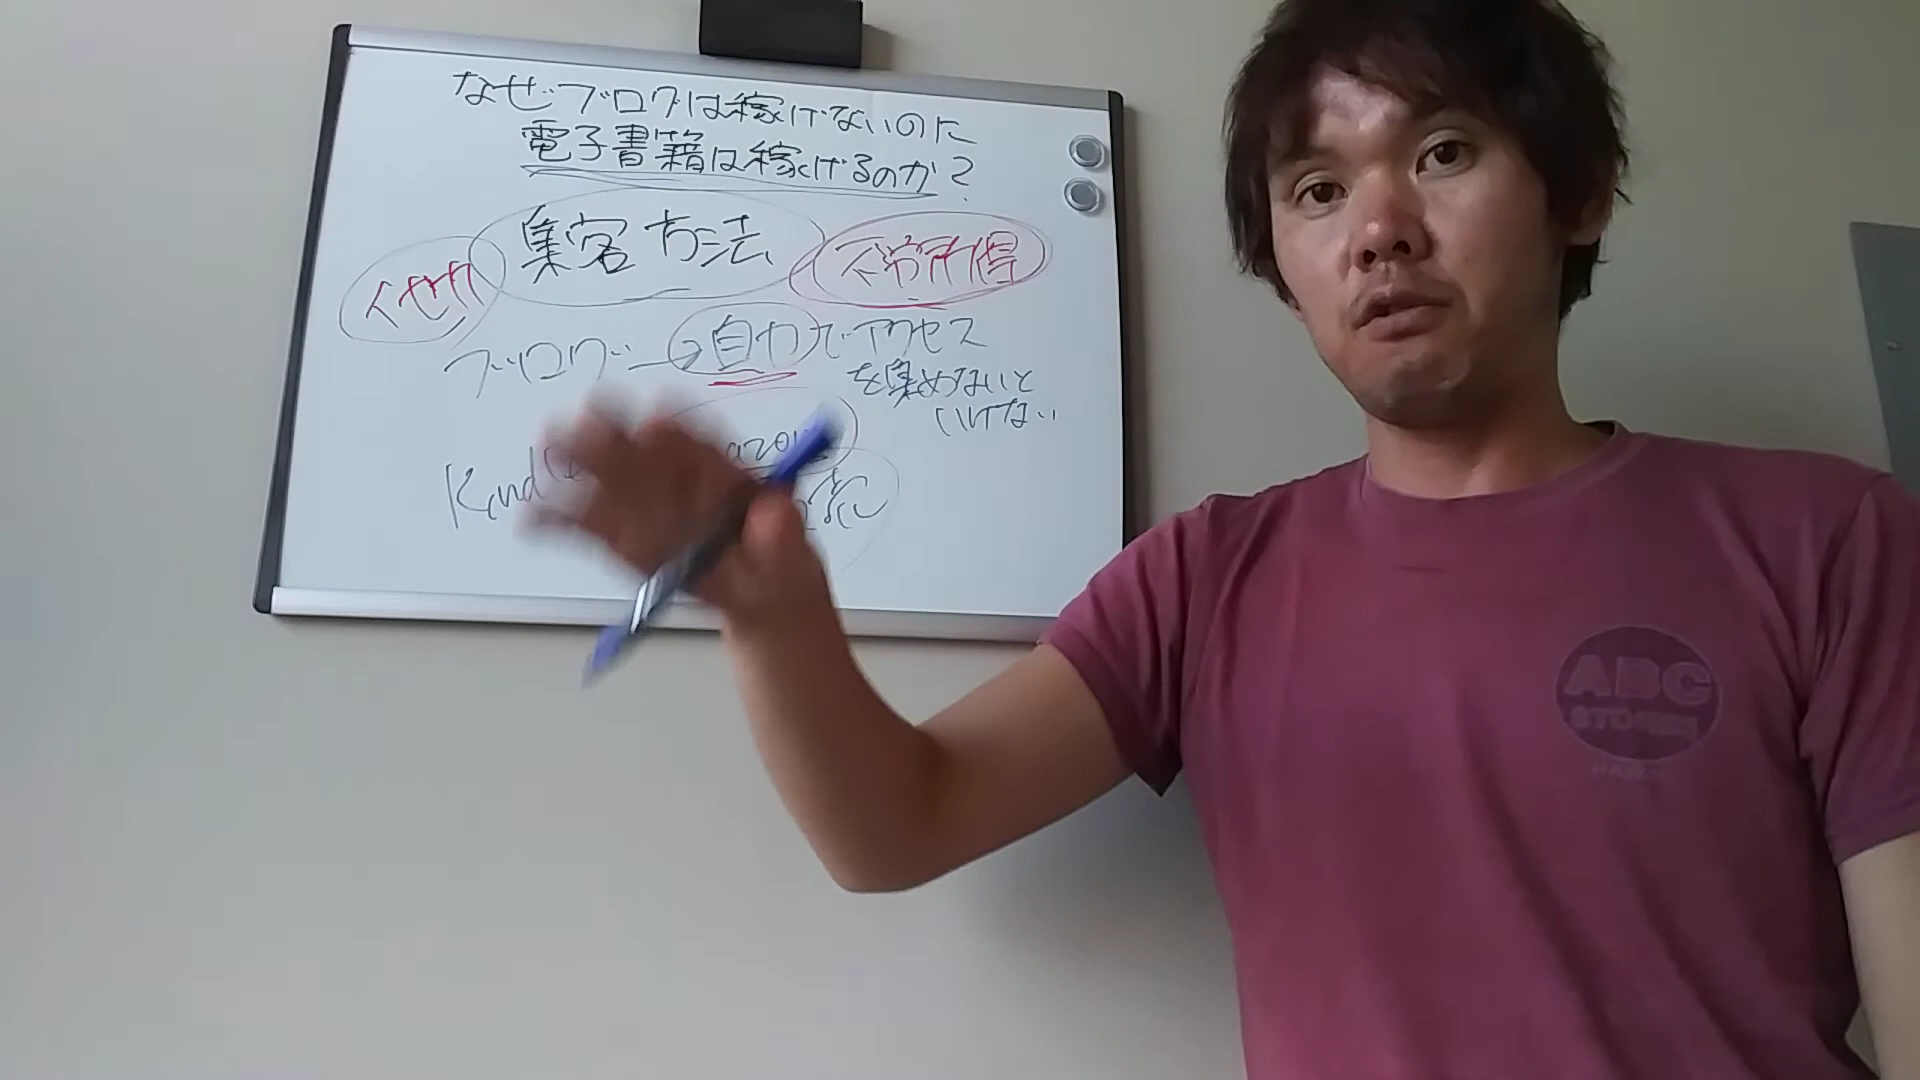 なぜブログは稼げないのに
電子書籍は稼げるのか?
集客方法
不労所得
ブログ→自力でアクセス
を集めないと
いけない
Kindle
ABC
STORES